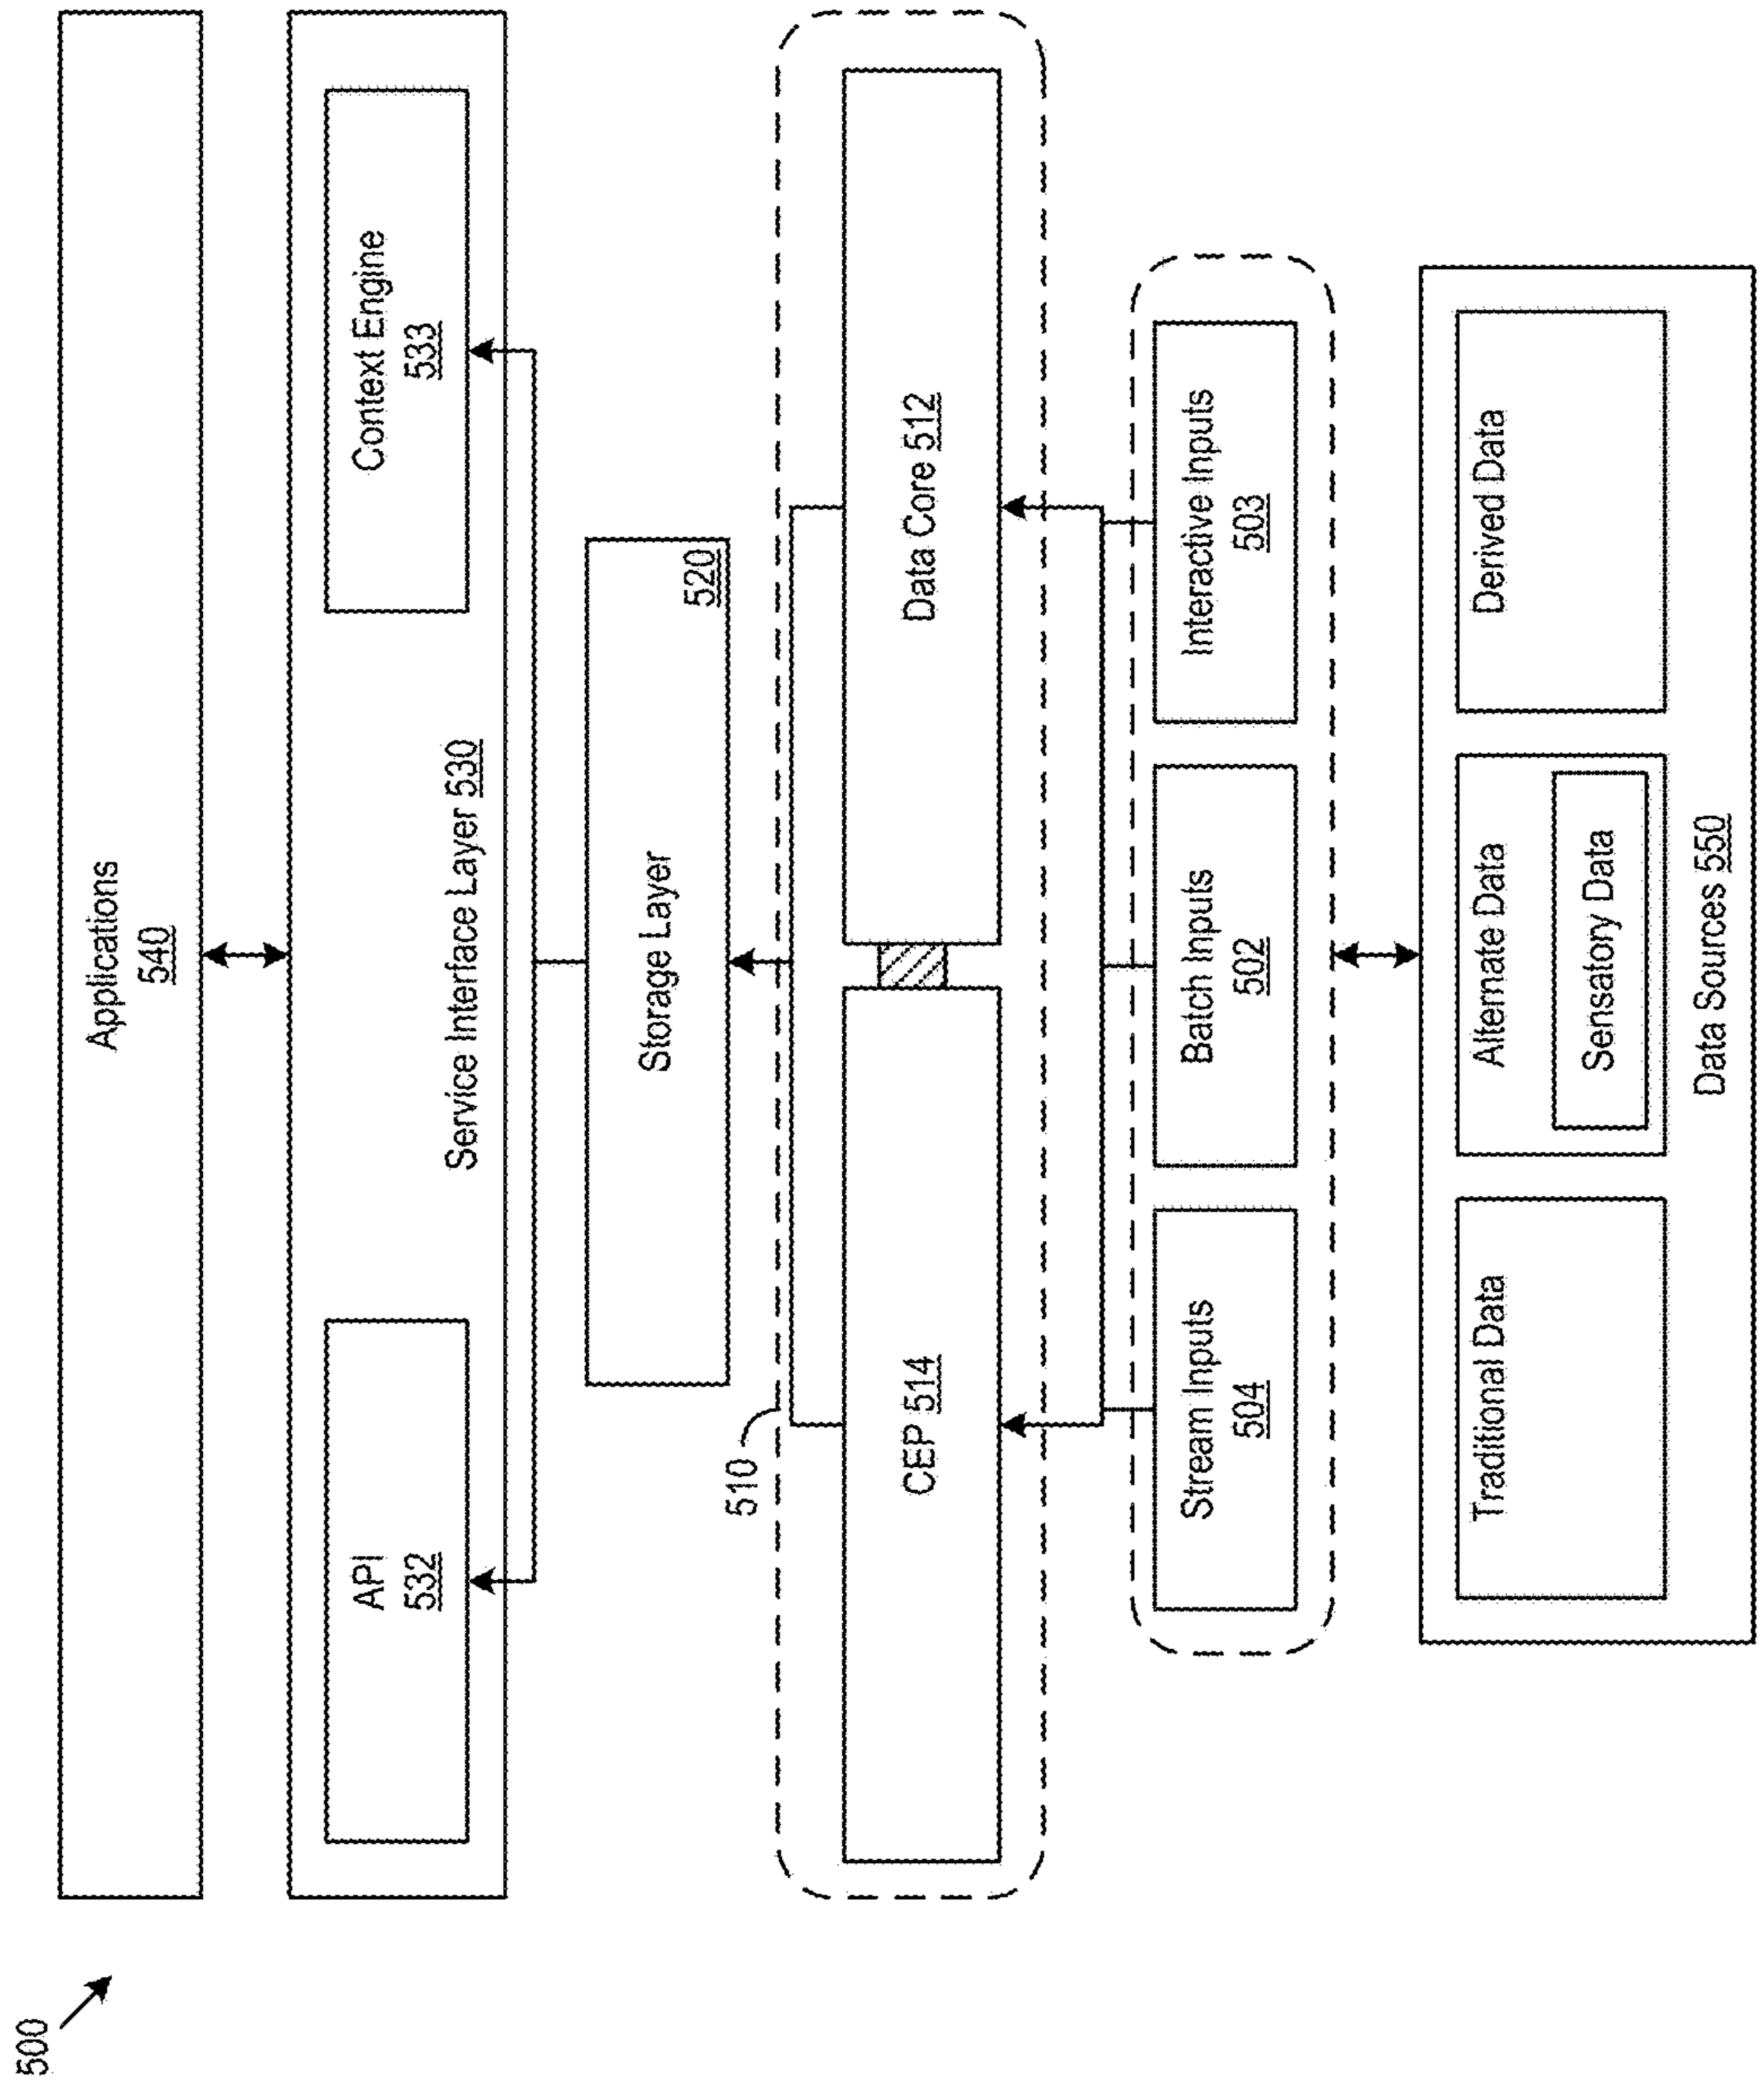 500
Applications
540
API
532
Context Engine
533
Service Interface Layer 530
Storage Layer
520
510
CEP 514
Data Core 512
Stream Inputs
504
Batch Inputs
502
Interactive Inputs
503
Traditional Data
Alternate Data
Sensatory Data
Derived Data
Data Sources 550